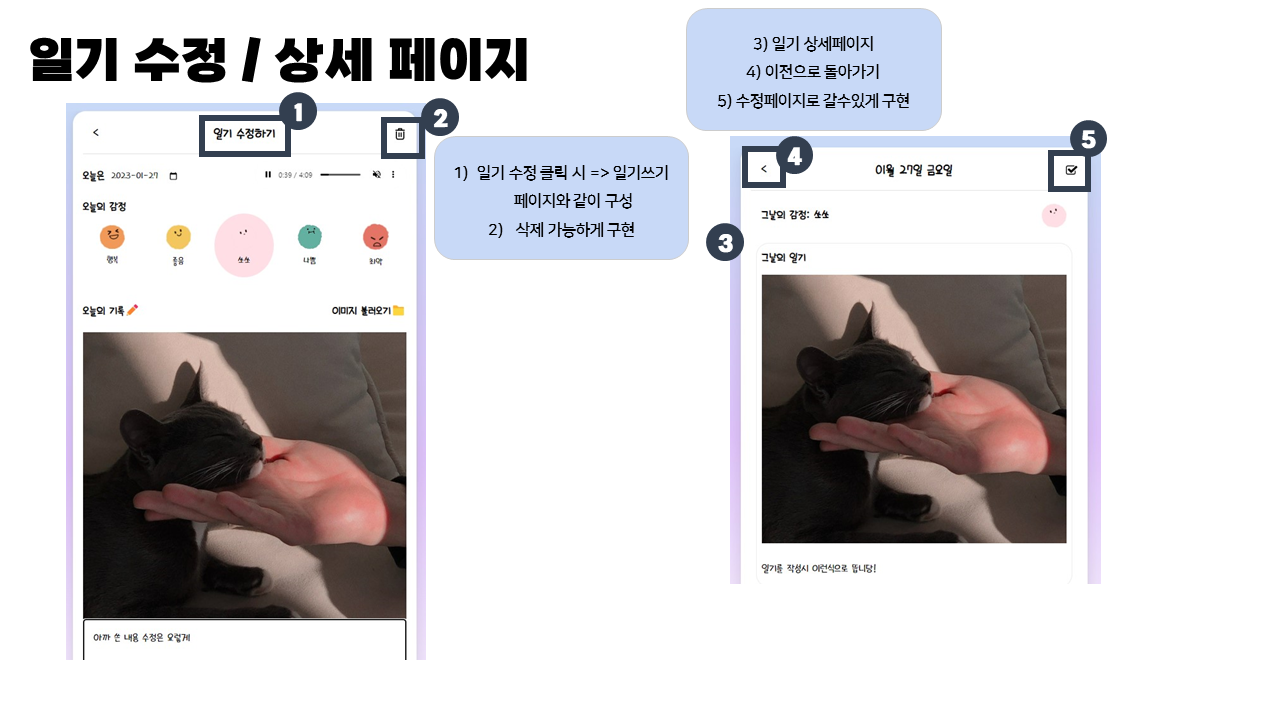 일기 수정 / 상세 페이지
3) 일기 상세페이지
4) 이전으로 돌아가기
5) 수정페이지로 갈수있게 구현
1
2
일기 수정하기
1) 일기 수정 클릭 시 => 일기쓰기
페이지와 같이 구성
2) 삭제 가능하게 구현
오늘은 2023-01-27
0:39 / 4:09
오늘의 감정
행복
좋음
쏘쏘
나쁨
최악
오늘의 기록
이미지 불러오기
아까 쓴 내용 수정은 요렇게
3
4
5
01월 27일 금요일
그날의 감정: 쏘쏘
그날의 일기
일기를 작성시 이런식으로 뜹니당!